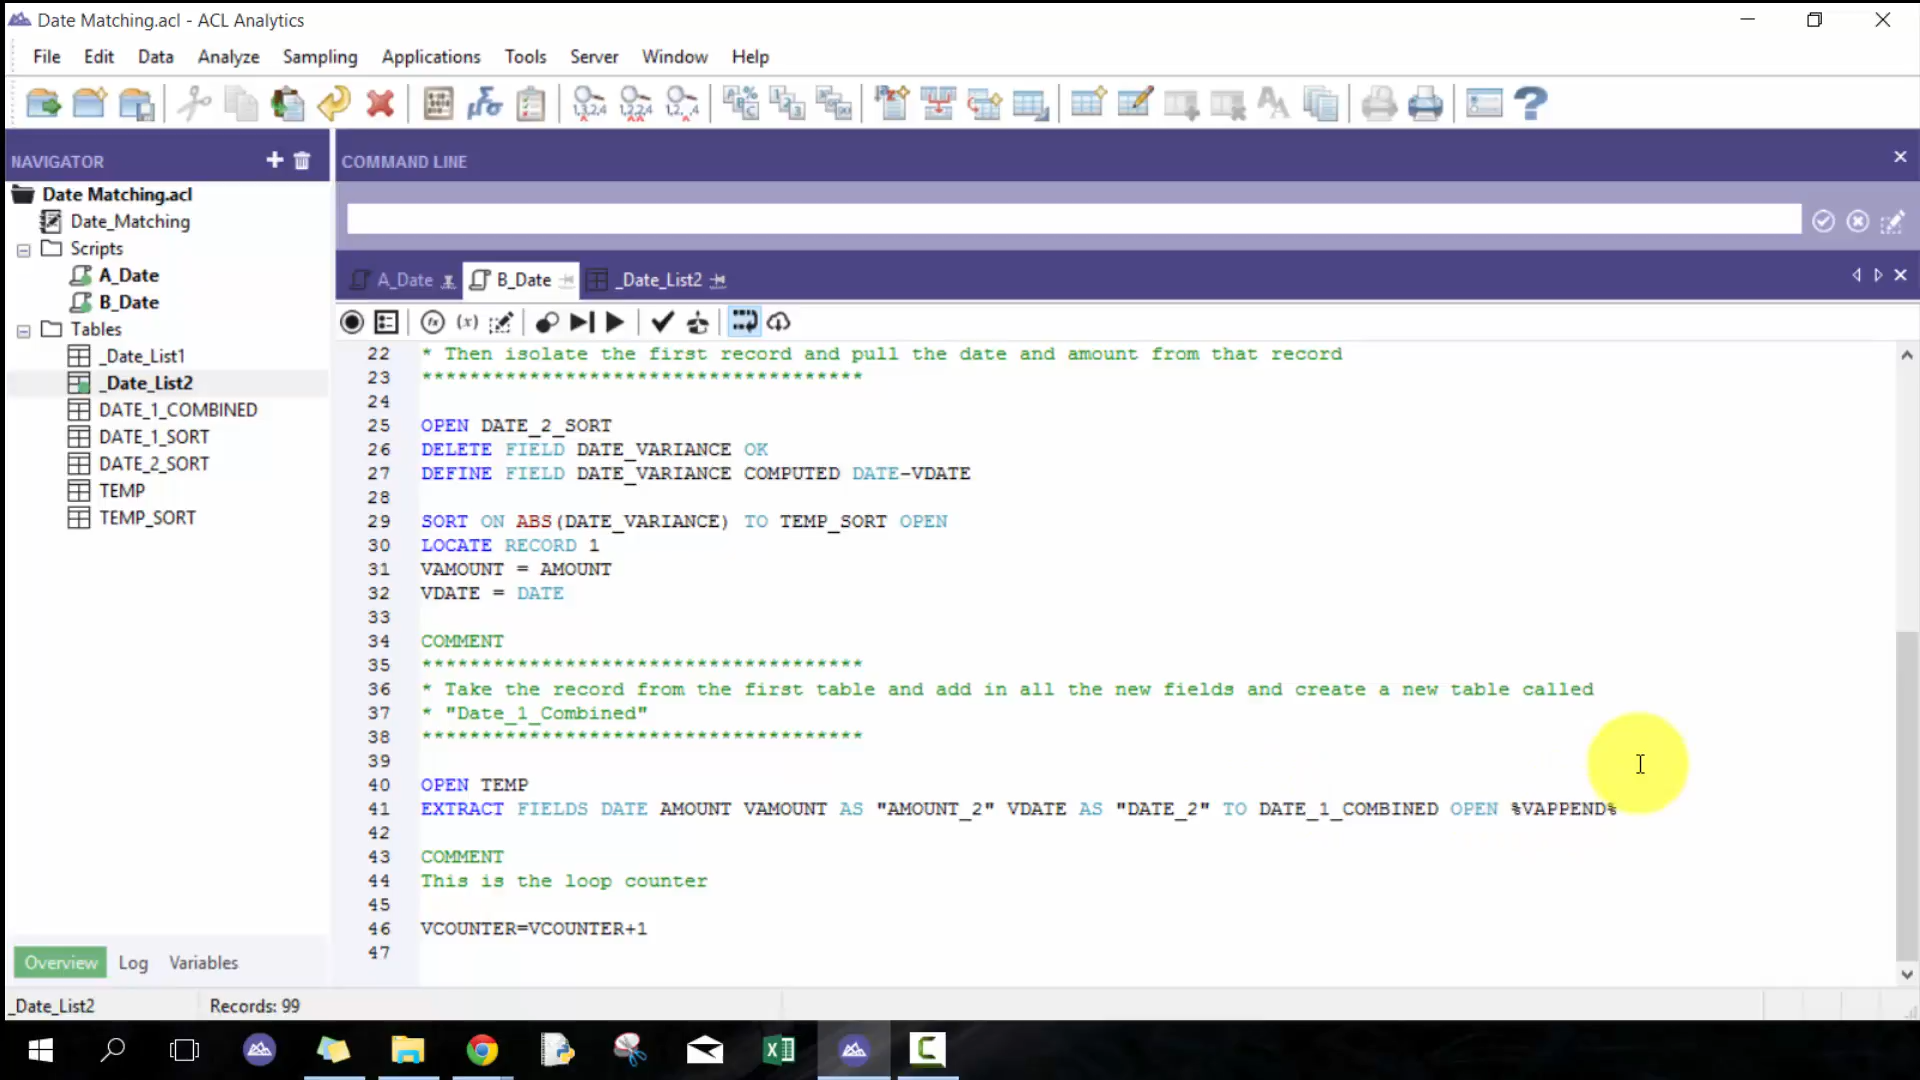 Date Matching.acl - ACL Analytics
File Edit Data Analyze Sampling Applications Tools Server Window Help
NAVIGATOR
COMMAND LINE
Date Matching.acl
Date_Matching
Scripts
A_Date
B_Date
Tables
_Date_List1
_Date_List2
DATE_1_COMBINED
DATE_1_SORT
DATE_2_SORT
TEMP
TEMP_SORT
A_Date B_Date _Date_List2
22 * Then isolate the first record and pull the date and amount from that record
23 *************************************
24
25 OPEN DATE_2_SORT
26 DELETE FIELD DATE_VARIANCE OK
27 DEFINE FIELD DATE_VARIANCE COMPUTED DATE-VDATE
28
29 SORT ON ABS(DATE_VARIANCE) TO TEMP_SORT OPEN
30 LOCATE RECORD 1
31 VAMOUNT = AMOUNT
32 VDATE = DATE
33
34 COMMENT
35 *************************************
36 * Take the record from the first table and add in all the new fields and create a new table called
37 * "Date_1_Combined"
38 *************************************
39
40 OPEN TEMP
41 EXTRACT FIELDS DATE AMOUNT VAMOUNT AS "AMOUNT_2" VDATE AS "DATE_2" TO DATE_1_COMBINED OPEN %VAPPEND%
42
43 COMMENT
44 This is the loop counter
45
46 VCOUNTER=VCOUNTER+1
47
Overview Log Variables
_Date_List2 Records: 99